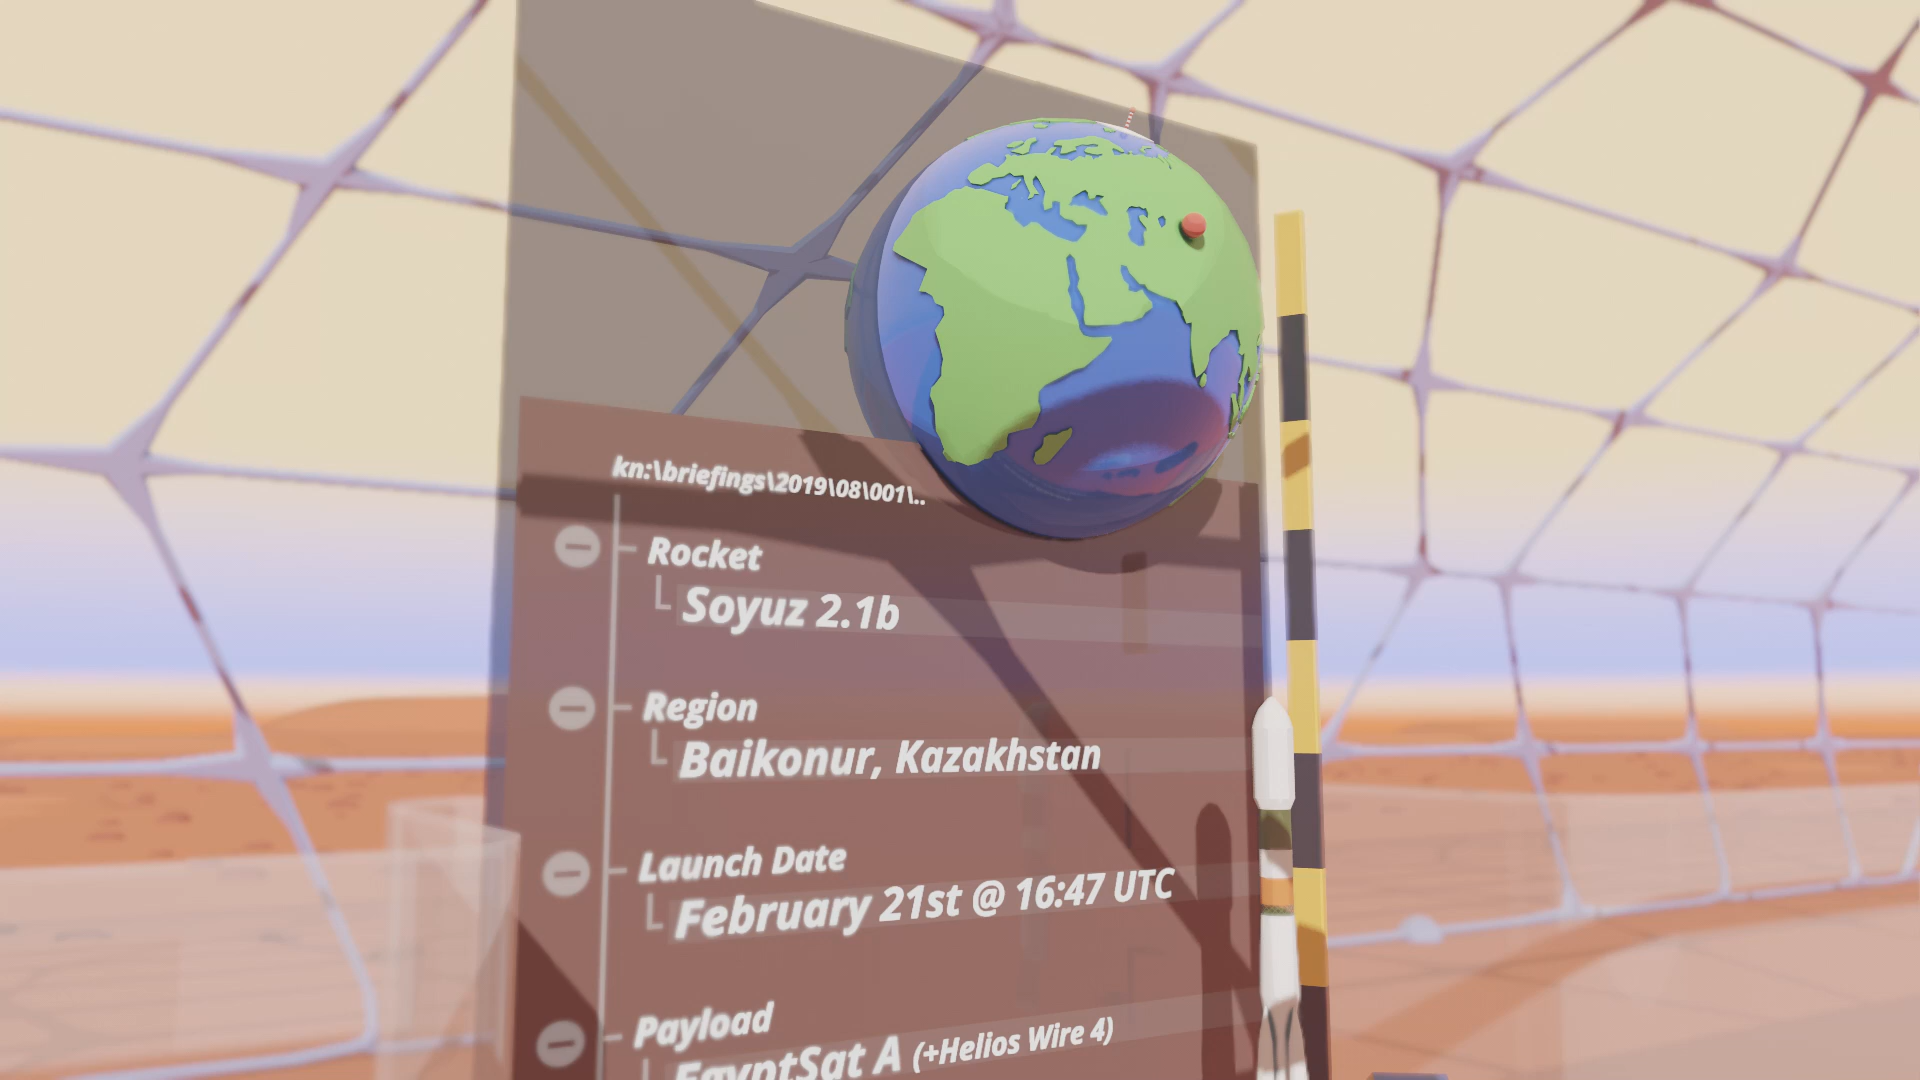 kn:\briefings\2019\08\001\..
Rocket
Soyuz 2.1b
Region
Baikonur, Kazakhstan
Launch Date
February 21st @ 16:47 UTC
Payload
EgyptSat A (+Helios Wire 4)